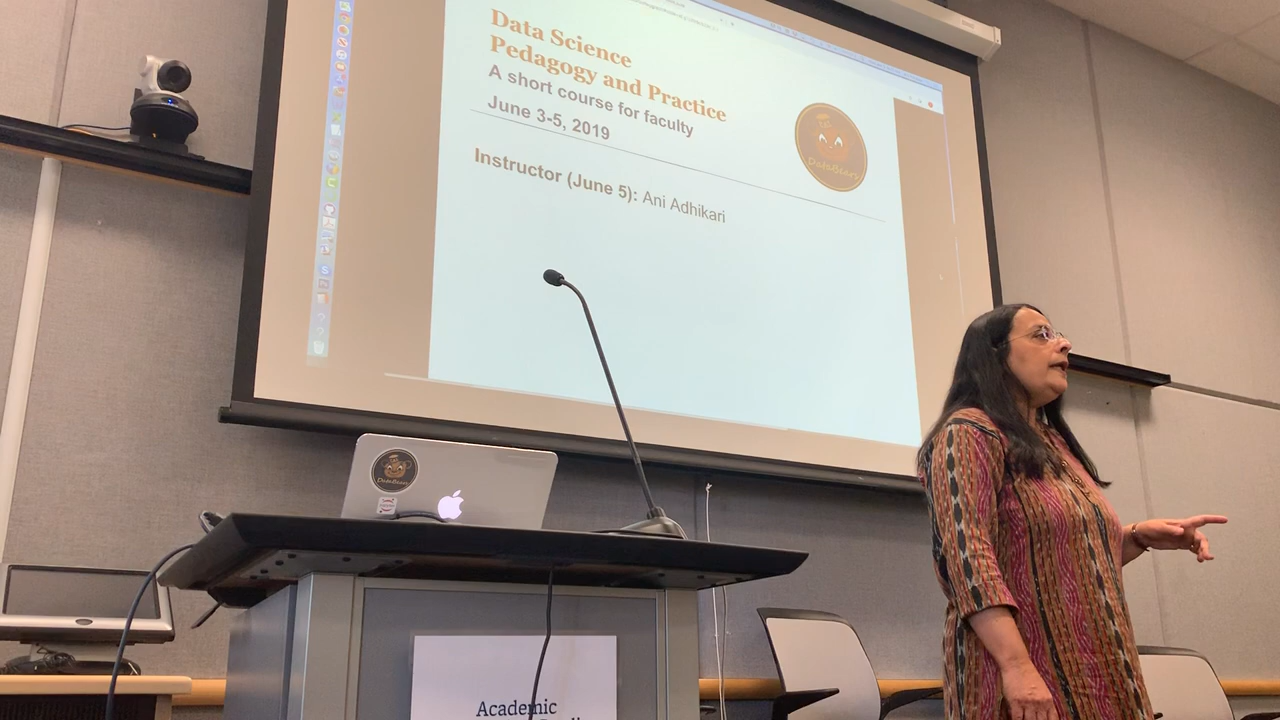 Data Science
Pedagogy and Practice
A short course for faculty
June 3-5, 2019
DataBears
Instructor (June 5): Ani Adhikari
DataBears
Academic